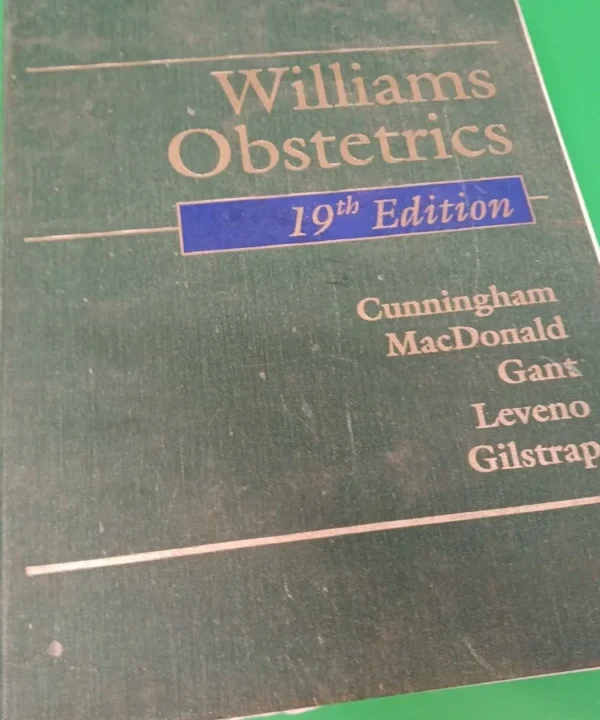 Williams
Obstetrics
19th Edition
Cunningham
MacDonald
Gant
Leveno
Gilstrap